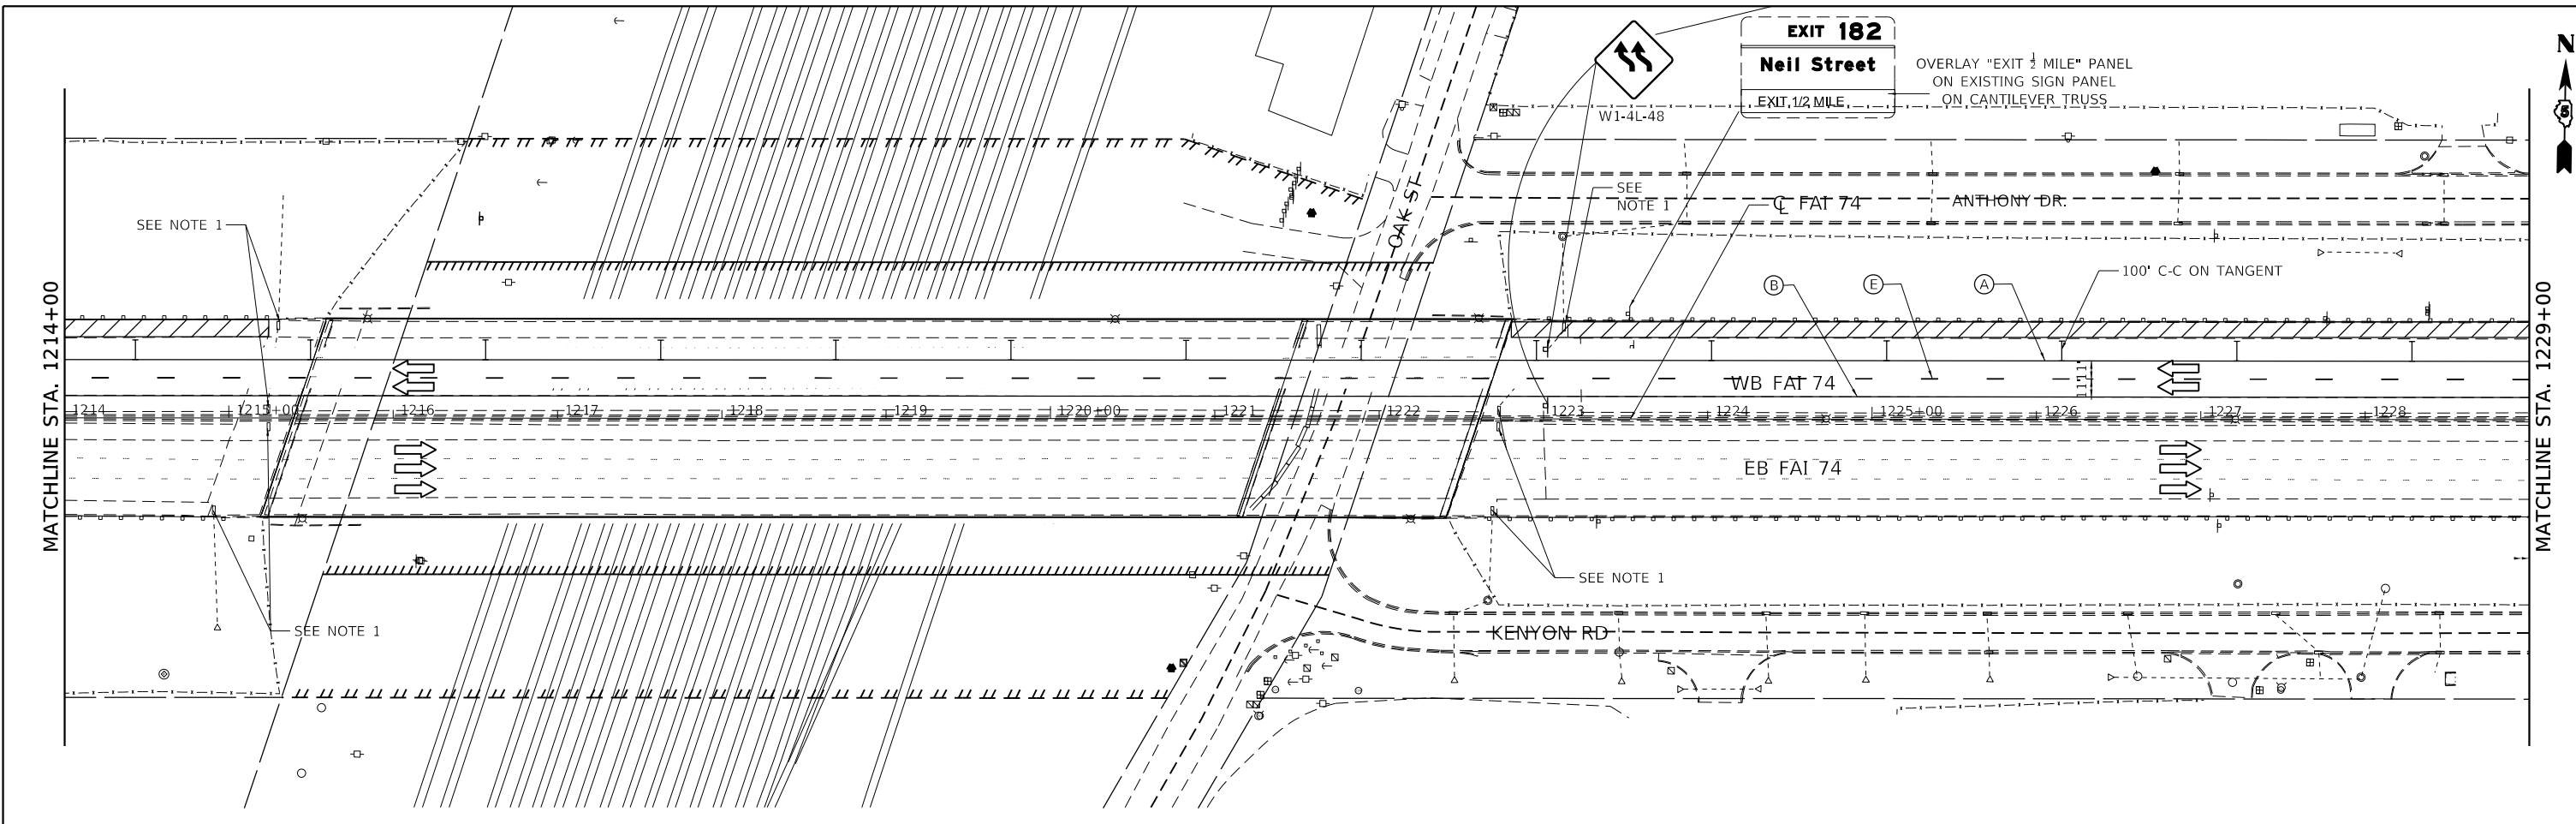 EXIT 182
Neil Street
EXIT 1/2 MILE
OVERLAY "EXIT 1/2 MILE" PANEL
ON EXISTING SIGN PANEL
ON CANTILEVER TRUSS
N
W1-4L-48
SEE NOTE 1
OAK ST
SEE
NOTE 1
℄ FAI 74
ANTHONY DR.
100' C-C ON TANGENT
B
E
A
MATCHLINE STA. 1214+00
MATCHLINE STA. 1229+00
WB FAI 74
11'
11'
1214
1215+00
1216
1217
1218
1219
1220+00
1221
1222
1223
1224
1225+00
1226
1227
1228
EB FAI 74
SEE NOTE 1
SEE NOTE 1
KENYON RD